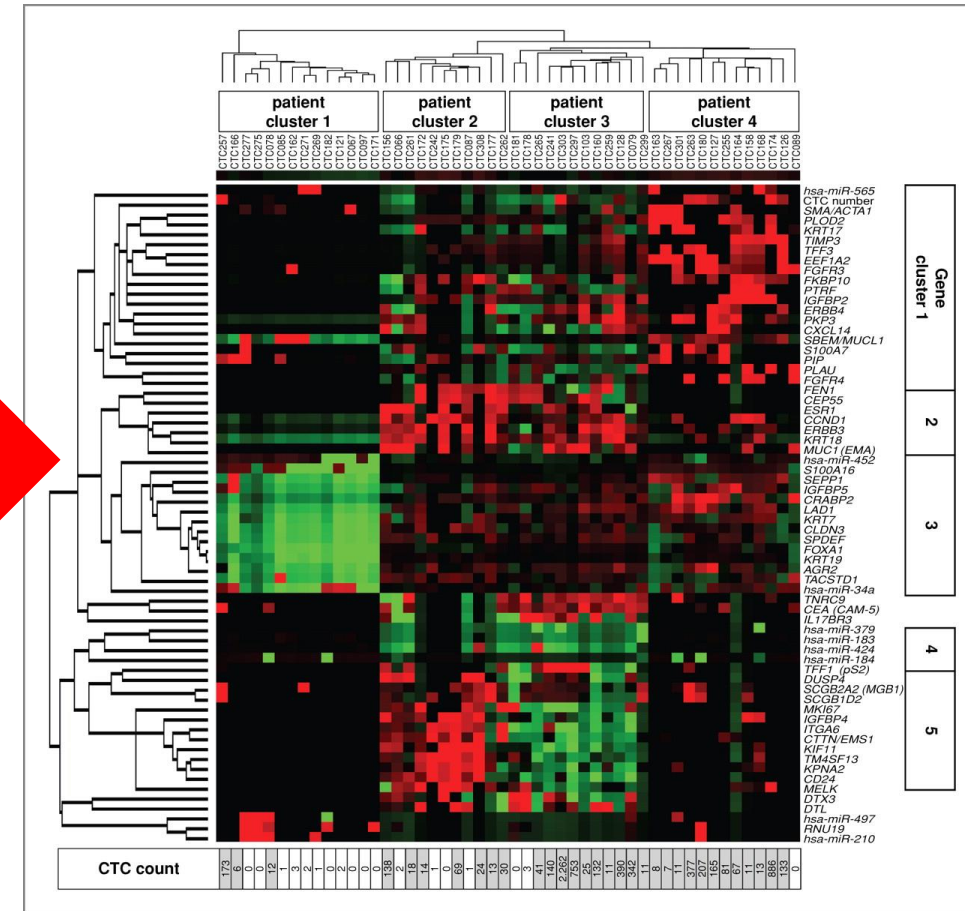 patient
cluster 1
patient
cluster 2
patient
cluster 3
patient
cluster 4
CTC257
CTC166
CTC277
CTC275
CTC078
CTC085
CTC162
CTC271
CTC269
CTC182
CTC121
CTC067
CTC097
CTC171
CTC156
CTC066
CTC261
CTC172
CTC242
CTC175
CTC179
CTC087
CTC308
CTC177
CTC262
CTC181
CTC178
CTC265
CTC241
CTC303
CTC297
CTC103
CTC160
CTC259
CTC128
CTC079
CTC299
CTC163
CTC267
CTC301
CTC263
CTC180
CTC127
CTC255
CTC164
CTC158
CTC168
CTC174
CTC126
CTC089
hsa-miR-565
CTC number
SMA/ACTA1
PLOD2
KRT17
TIMP3
TFF3
EEF1A2
FGFR3
FKBP10
PTRF
IGFBP2
ERBB4
PKP3
CXCL14
SBEM/MUCL1
S100A7
PIP
PLAU
FGFR4
FEN1
CEP55
ESR1
CCND1
ERBB3
KRT18
MUC1 (EMA)
hsa-miR-452
S100A16
SEPP1
IGFBP5
CRABP2
LAD1
KRT7
CLDN3
SPDEF
FOXA1
KRT19
AGR2
TACSTD1
hsa-miR-34a
TNRC9
CEA (CAM-5)
IL17BR3
hsa-miR-379
hsa-miR-183
hsa-miR-424
hsa-miR-184
TFF1 (pS2)
DUSP4
SCGB2A2 (MGB1)
SCGB1D2
MKI67
IGFBP4
ITGA6
CTTN/EMS1
KIF11
TM4SF13
KPNA2
CD24
MELK
DTX3
DTL
hsa-miR-497
RNU19
hsa-miR-210
Gene
cluster 1
2
3
4
5
CTC count
173
6
0
0
12
1
3
2
1
0
2
0
0
0
138
2
18
14
1
0
69
1
24
13
30
0
3
41
140
2,262
753
25
132
11
390
342
11
8
7
11
377
207
165
81
67
11
13
886
133
0